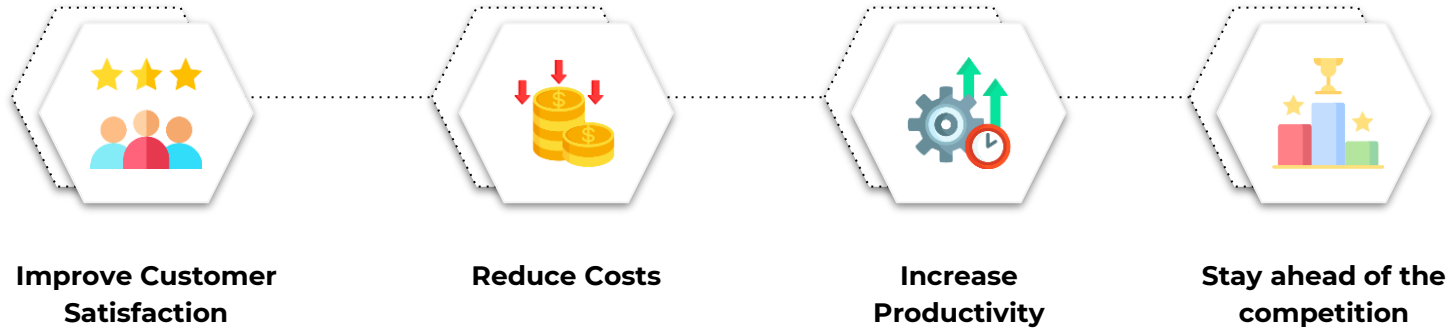 $
$
Improve Customer
Satisfaction
Reduce Costs
Increase
Productivity
Stay ahead of the
competition